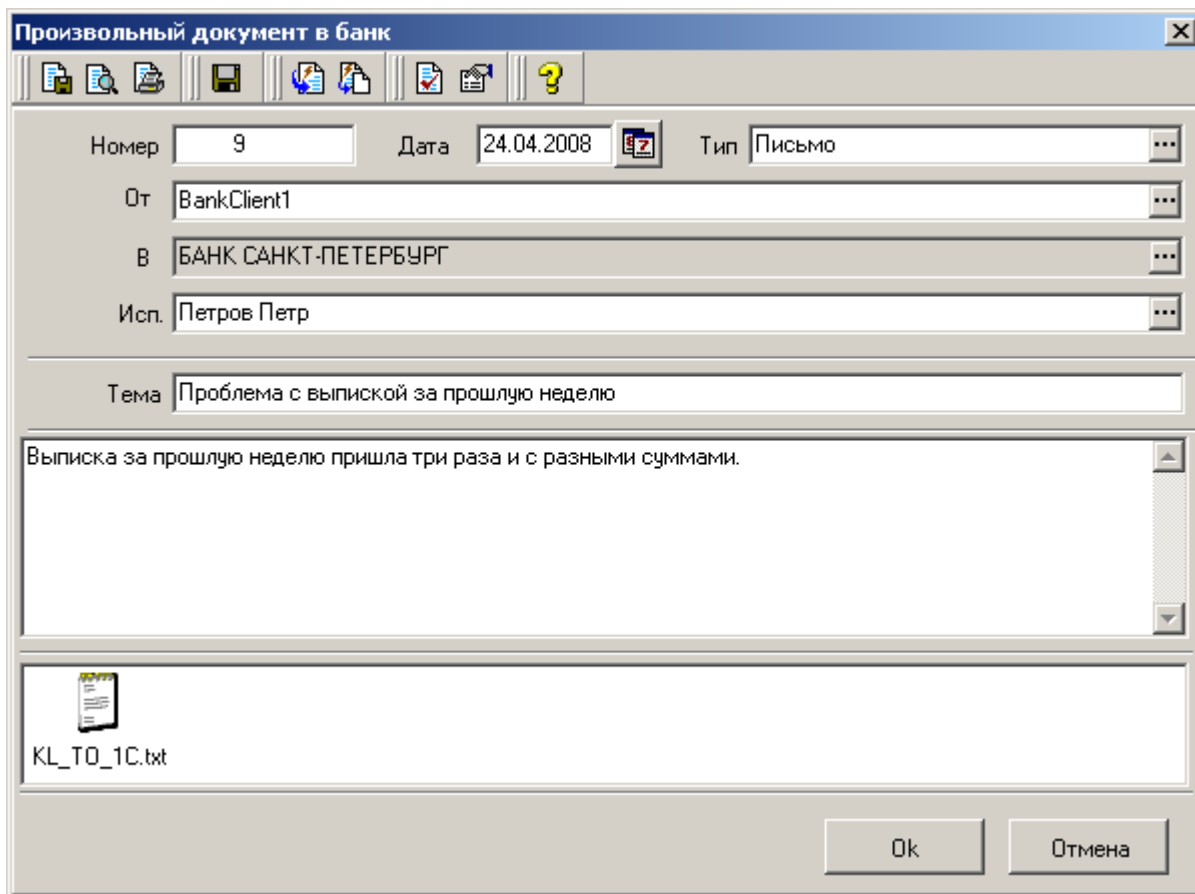 Произвольный документ в банк
Номер 9 Дата 24.04.2008 Тип Письмо
От BankClient1
В БАНК САНКТ-ПЕТЕРБУРГ
Исп. Петров Петр
Тема Проблема с выпиской за прошлую неделю
Выписка за прошлую неделю пришла три раза и с разными суммами.
KL_TO_1C.txt
Ok Отмена